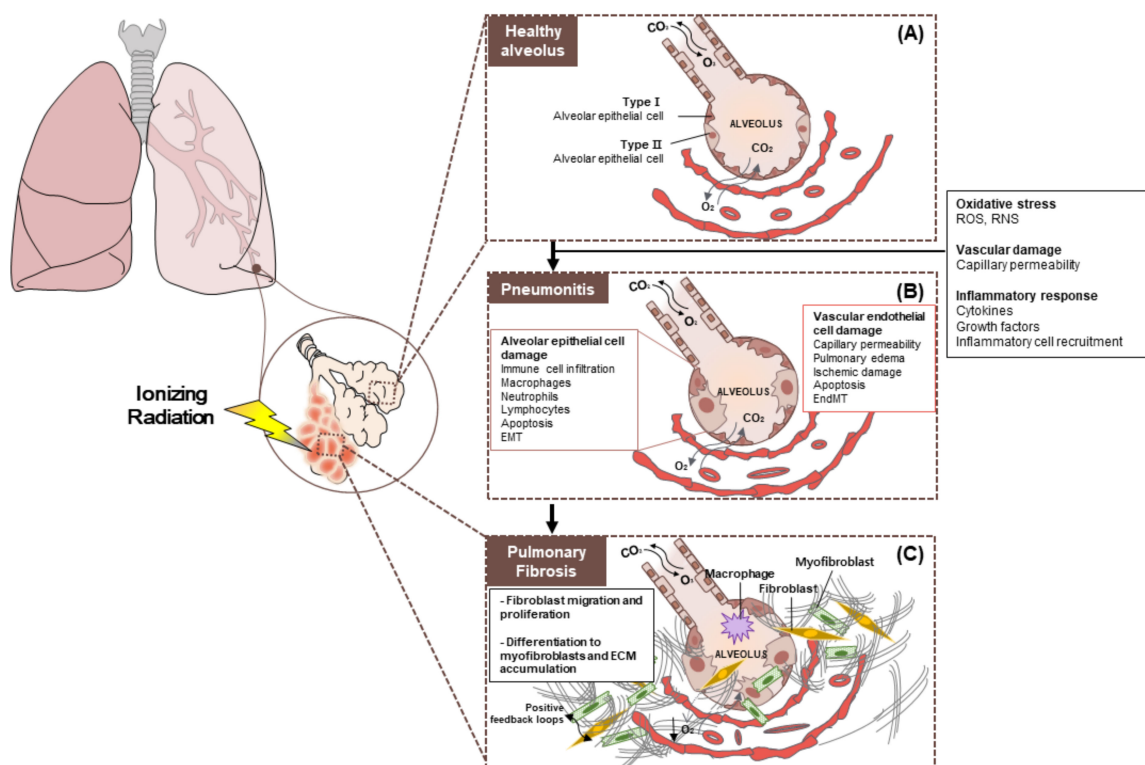 Healthy
alveolus
(A)
CO₂
O₂
Type I
Alveolar epithelial cell
Type II
Alveolar epithelial cell
ALVEOLUS
CO₂
O₂
Oxidative stress
ROS, RNS
Vascular damage
Capillary permeability
Inflammatory response
Cytokines
Growth factors
Inflammatory cell recruitment
Ionizing
Radiation
Pneumonitis
(B)
CO₂
O₂
Alveolar epithelial cell
damage
Immune cell infiltration
Macrophages
Neutrophils
Lymphocytes
Apoptosis
EMT
Vascular endothelial
cell damage
Capillary permeability
Pulmonary edema
Ischemic damage
Apoptosis
EndMT
ALVEOLUS
CO₂
O₂
Pulmonary
Fibrosis
(C)
CO₂
O₂
Macrophage
Myofibroblast
Fibroblast
- Fibroblast migration and
proliferation
- Differentiation to
myofibroblasts and ECM
accumulation
ALVEOLUS
Positive
feedback loops
O₂